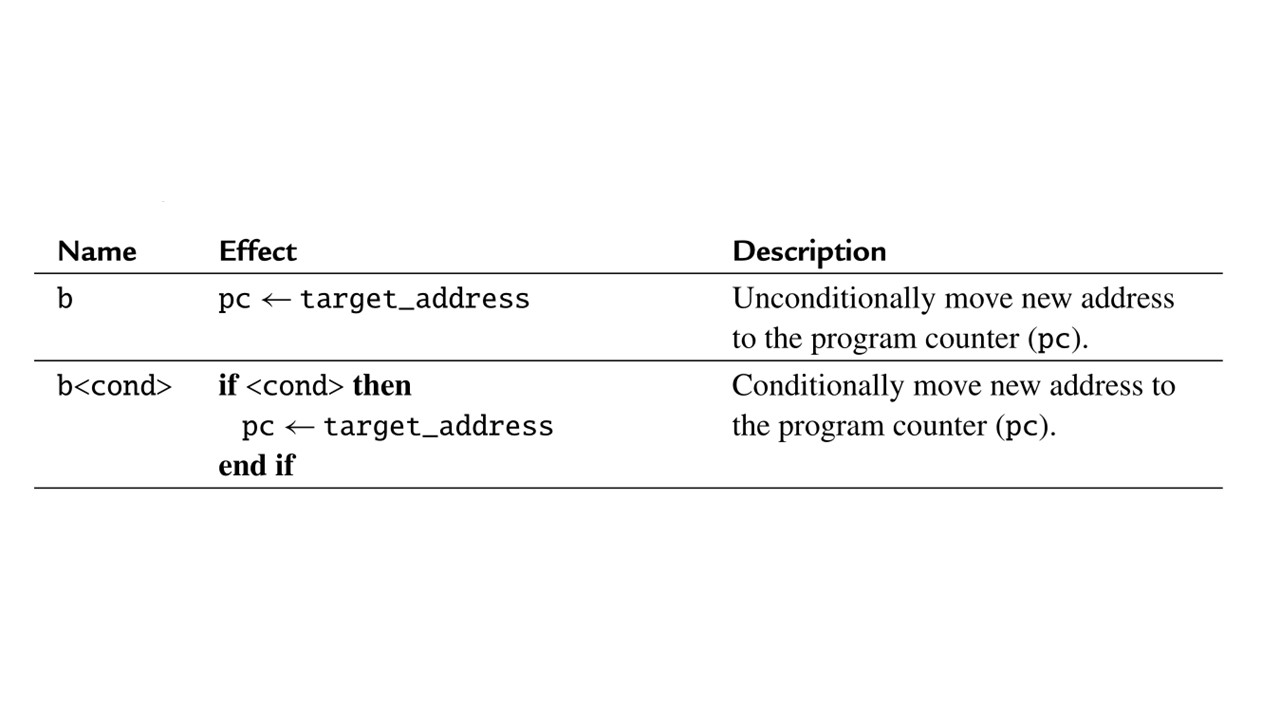 Name Effect Description
b pc ← target_address Unconditionally move new address
to the program counter (pc).
b<cond> if <cond> then Conditionally move new address to
pc ← target_address the program counter (pc).
end if